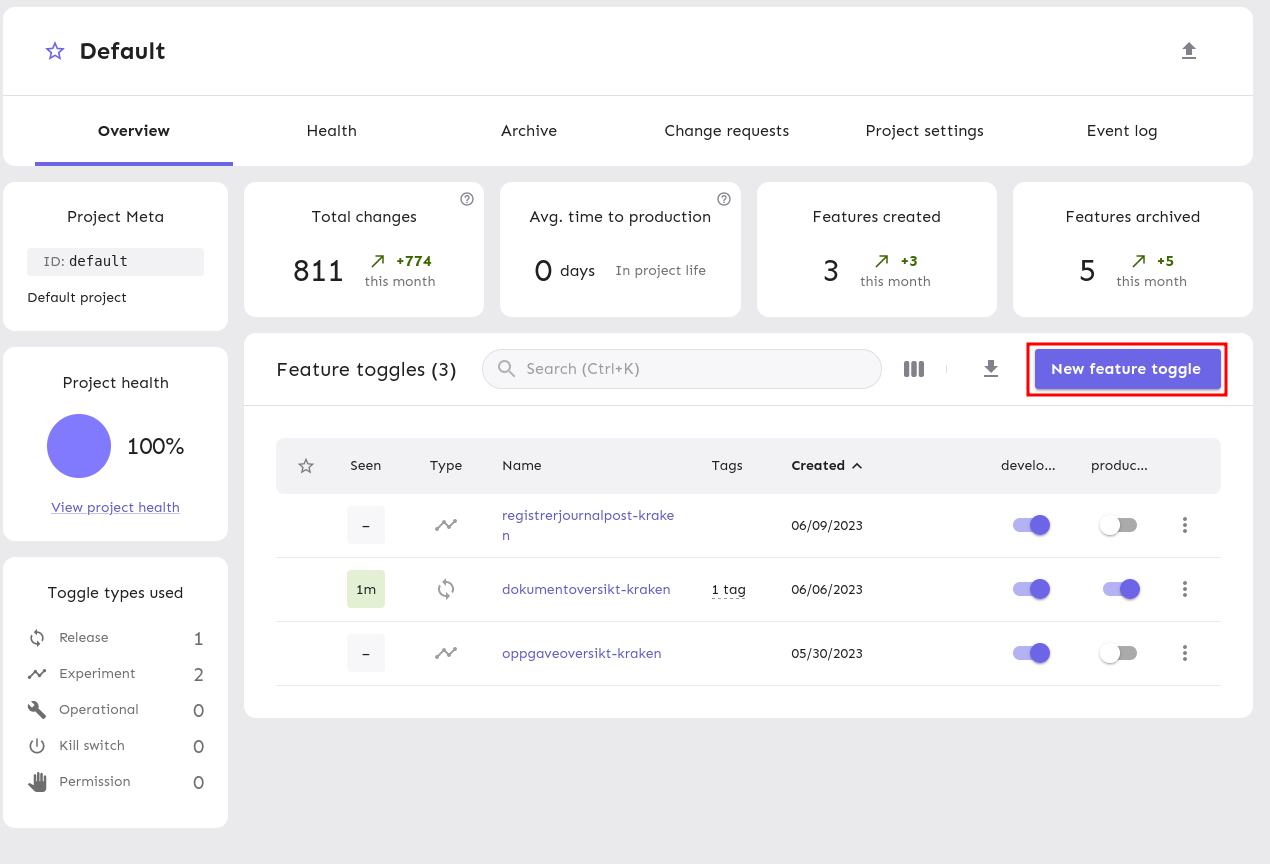 Default
Overview
Health
Archive
Change requests
Project settings
Event log
Project Meta
ID: default
Default project
Project health
100%
View project health
Toggle types used
Release 1
Experiment 2
Operational 0
Kill switch 0
Permission 0
Total changes
811
+774
this month
Avg. time to production
0 days
In project life
Features created
3
+3
this month
Features archived
5
+5
this month
Feature toggles (3)
Search (Ctrl+K)
New feature toggle
Seen
Type
Name
Tags
Created
develo...
produc...
–
registrerjournalpost-krake
n
06/09/2023
1m
dokumentoversikt-kraken
1 tag
06/06/2023
–
oppgaveoversikt-kraken
05/30/2023